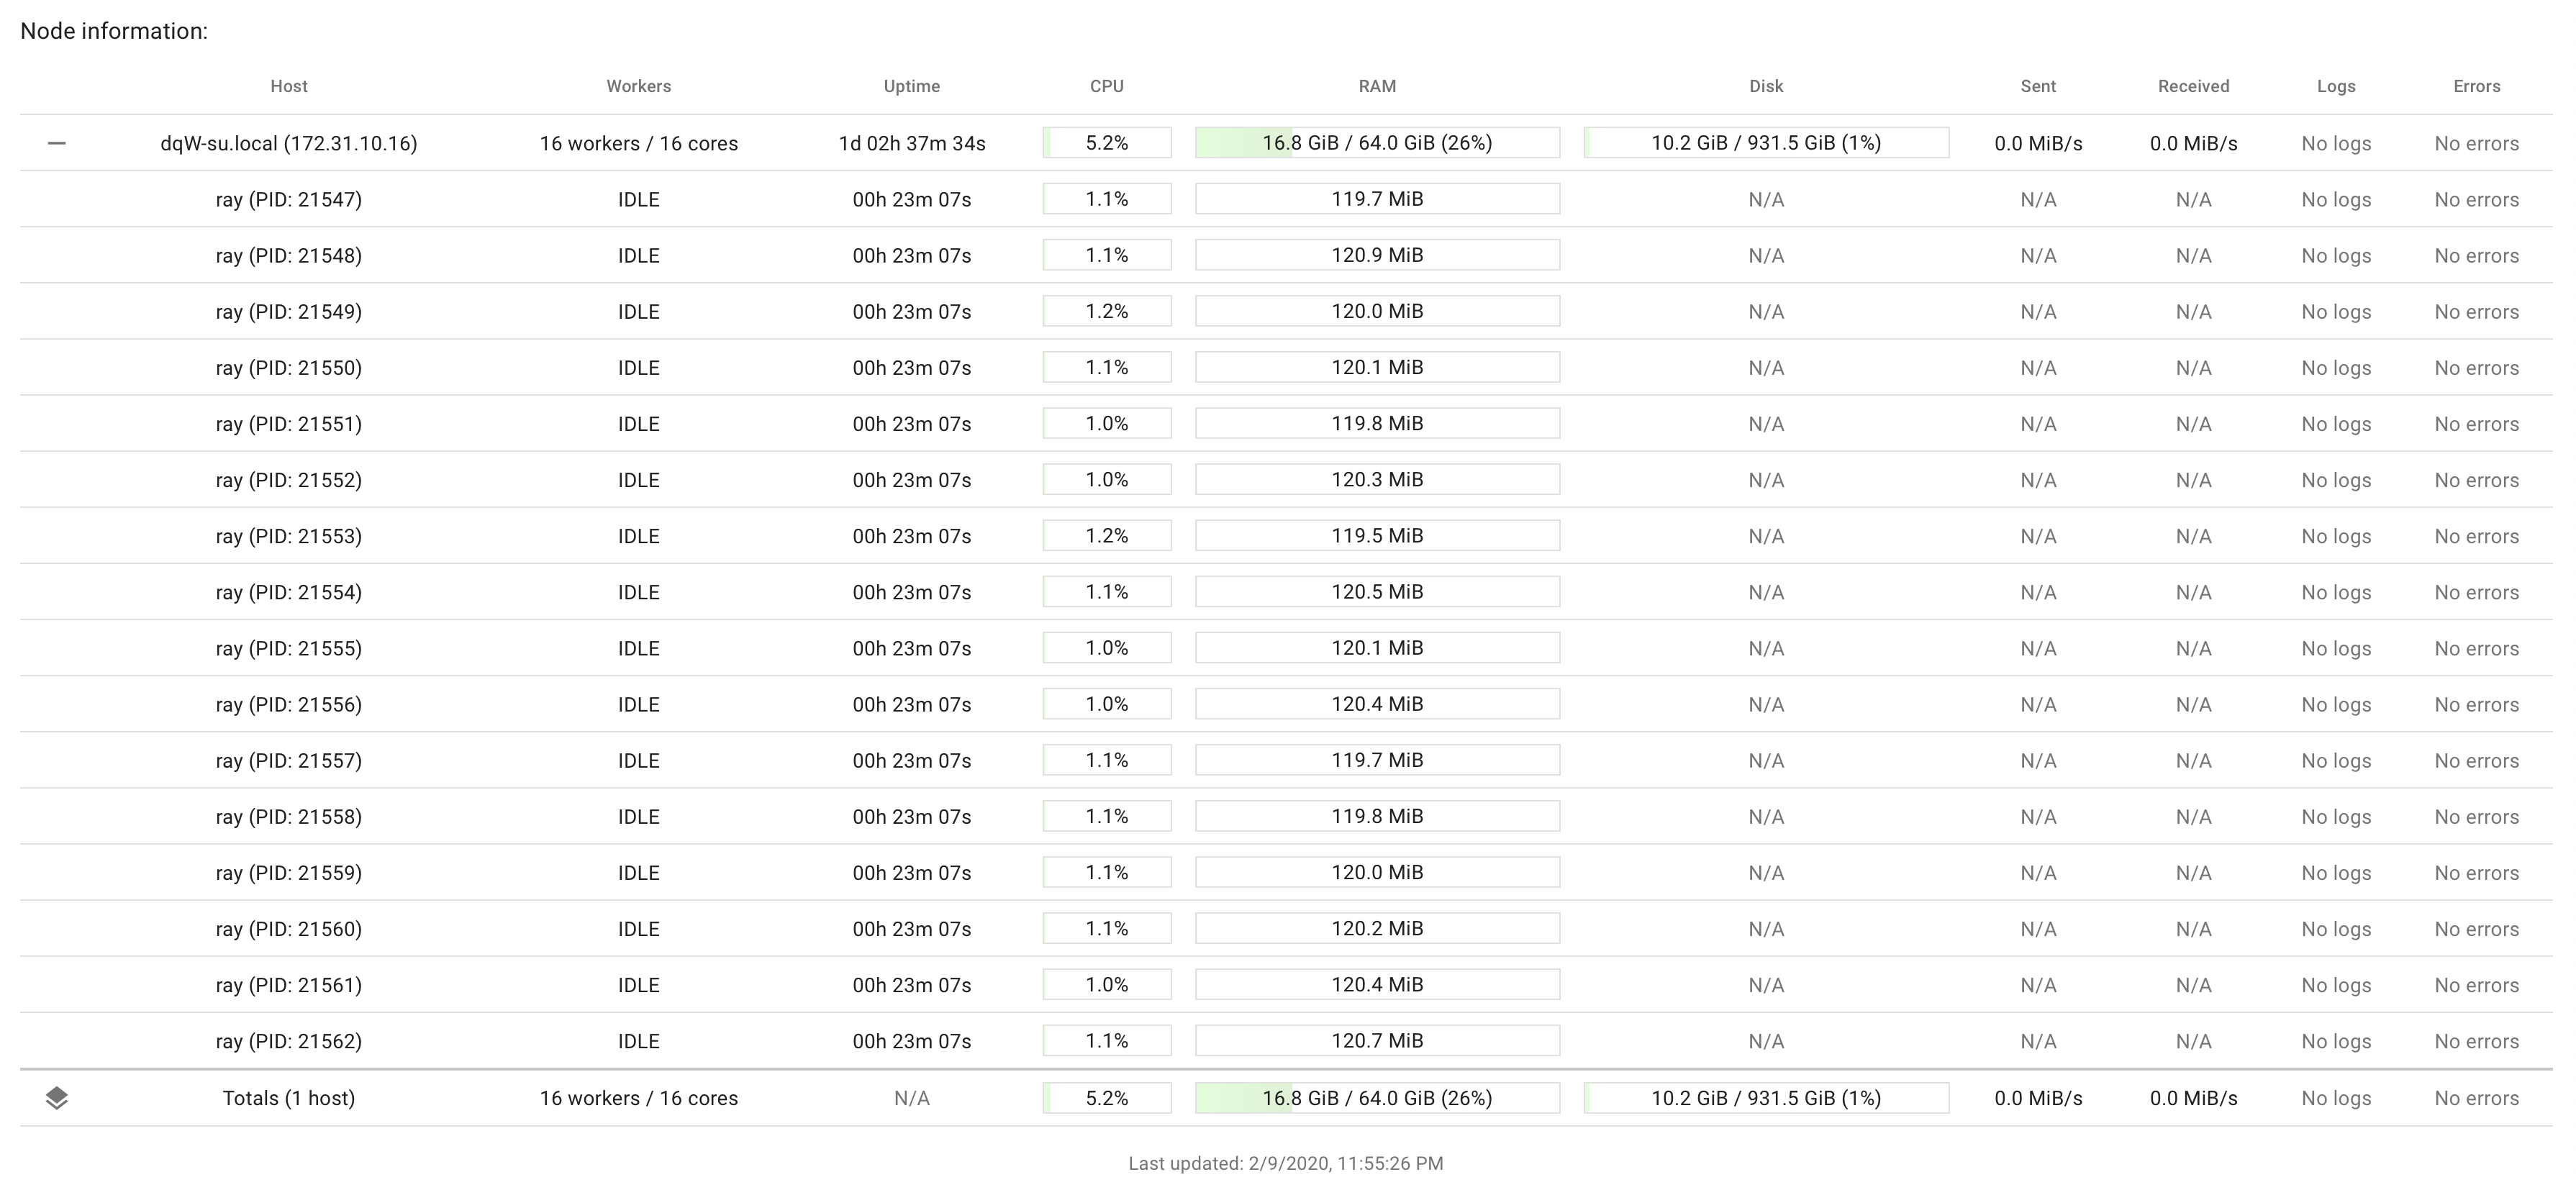 Node information:
Host Workers Uptime CPU RAM Disk Sent Received Logs Errors
dqW-su.local (172.31.10.16) 16 workers / 16 cores 1d 02h 37m 34s 5.2% 16.8 GiB / 64.0 GiB (26%) 10.2 GiB / 931.5 GiB (1%) 0.0 MiB/s 0.0 MiB/s No logs No errors
ray (PID: 21547) IDLE 00h 23m 07s 1.1% 119.7 MiB N/A N/A N/A No logs No errors
ray (PID: 21548) IDLE 00h 23m 07s 1.1% 120.9 MiB N/A N/A N/A No logs No errors
ray (PID: 21549) IDLE 00h 23m 07s 1.2% 120.0 MiB N/A N/A N/A No logs No errors
ray (PID: 21550) IDLE 00h 23m 07s 1.1% 120.1 MiB N/A N/A N/A No logs No errors
ray (PID: 21551) IDLE 00h 23m 07s 1.0% 119.8 MiB N/A N/A N/A No logs No errors
ray (PID: 21552) IDLE 00h 23m 07s 1.0% 120.3 MiB N/A N/A N/A No logs No errors
ray (PID: 21553) IDLE 00h 23m 07s 1.2% 119.5 MiB N/A N/A N/A No logs No errors
ray (PID: 21554) IDLE 00h 23m 07s 1.1% 120.5 MiB N/A N/A N/A No logs No errors
ray (PID: 21555) IDLE 00h 23m 07s 1.0% 120.1 MiB N/A N/A N/A No logs No errors
ray (PID: 21556) IDLE 00h 23m 07s 1.0% 120.4 MiB N/A N/A N/A No logs No errors
ray (PID: 21557) IDLE 00h 23m 07s 1.1% 119.7 MiB N/A N/A N/A No logs No errors
ray (PID: 21558) IDLE 00h 23m 07s 1.1% 119.8 MiB N/A N/A N/A No logs No errors
ray (PID: 21559) IDLE 00h 23m 07s 1.1% 120.0 MiB N/A N/A N/A No logs No errors
ray (PID: 21560) IDLE 00h 23m 07s 1.1% 120.2 MiB N/A N/A N/A No logs No errors
ray (PID: 21561) IDLE 00h 23m 07s 1.0% 120.4 MiB N/A N/A N/A No logs No errors
ray (PID: 21562) IDLE 00h 23m 07s 1.1% 120.7 MiB N/A N/A N/A No logs No errors
Totals (1 host) 16 workers / 16 cores N/A 5.2% 16.8 GiB / 64.0 GiB (26%) 10.2 GiB / 931.5 GiB (1%) 0.0 MiB/s 0.0 MiB/s No logs No errors
Last updated: 2/9/2020, 11:55:26 PM